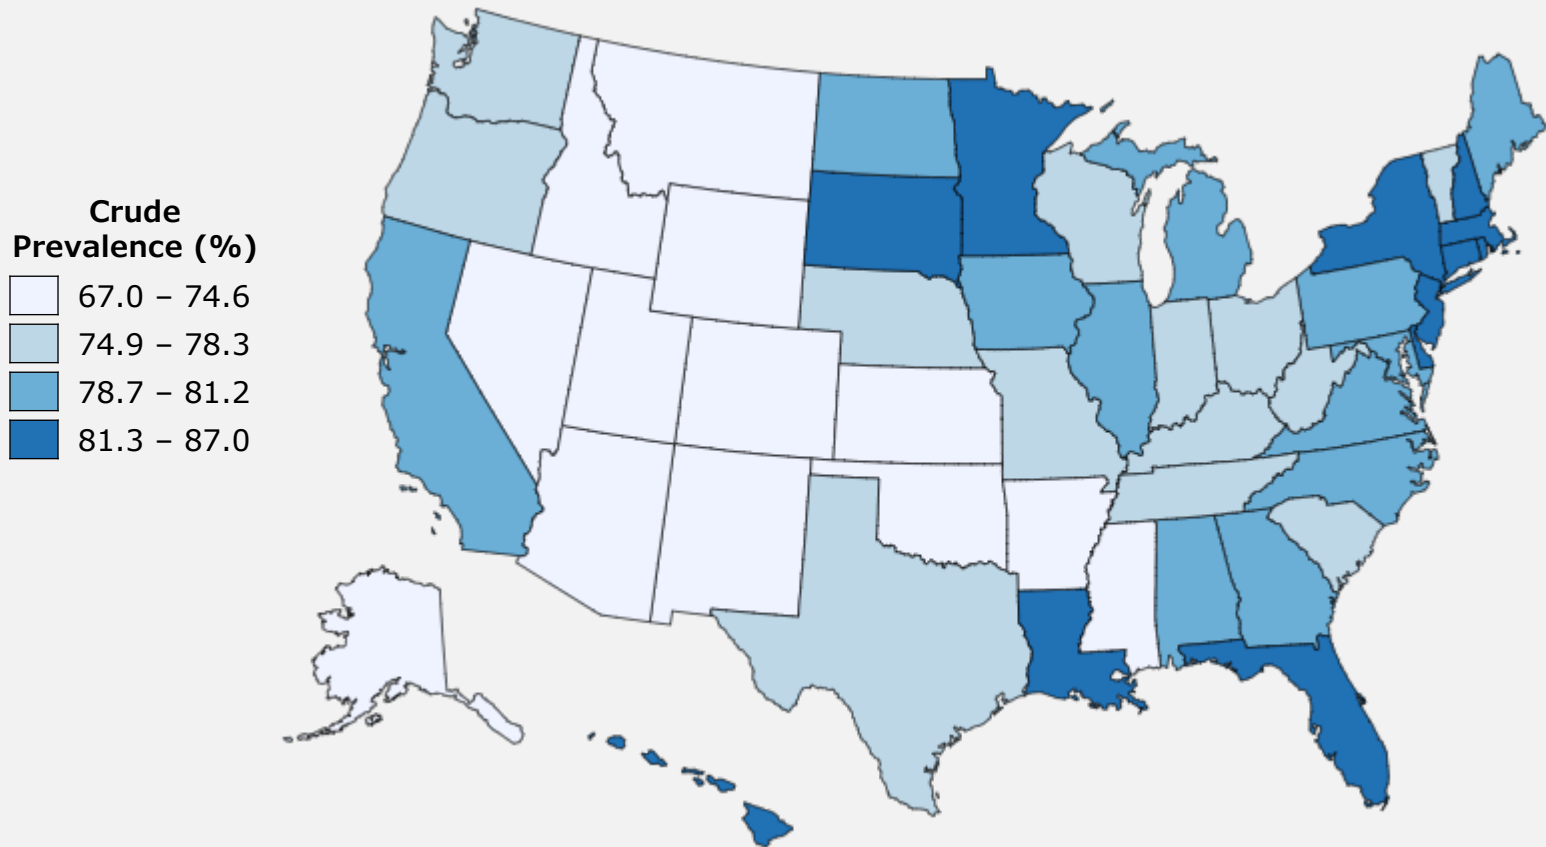 Crude
Prevalence (%)
67.0 – 74.6
74.9 – 78.3
78.7 – 81.2
81.3 – 87.0